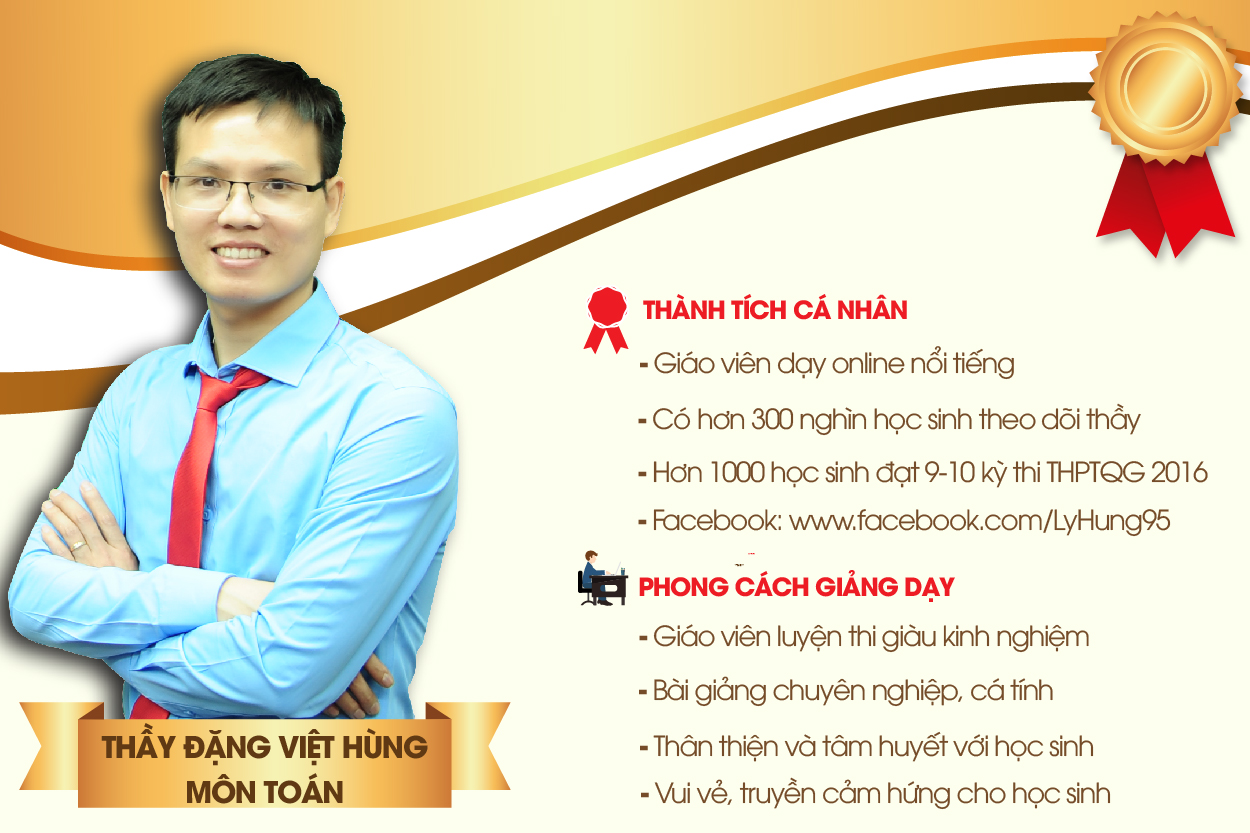 THÀNH TÍCH CÁ NHÂN
- Giáo viên dạy online nổi tiếng
- Có hơn 300 nghìn học sinh theo dõi thầy
- Hơn 1000 học sinh đạt 9-10 kỳ thi THPTQG 2016
- Facebook: www.facebook.com/LyHung95
PHONG CÁCH GIẢNG DẠY
- Giáo viên luyện thi giàu kinh nghiệm
- Bài giảng chuyên nghiệp, cá tính
- Thân thiện và tâm huyết với học sinh
- Vui vẻ, truyền cảm hứng cho học sinh
THẦY ĐẶNG VIỆT HÙNG
MÔN TOÁN